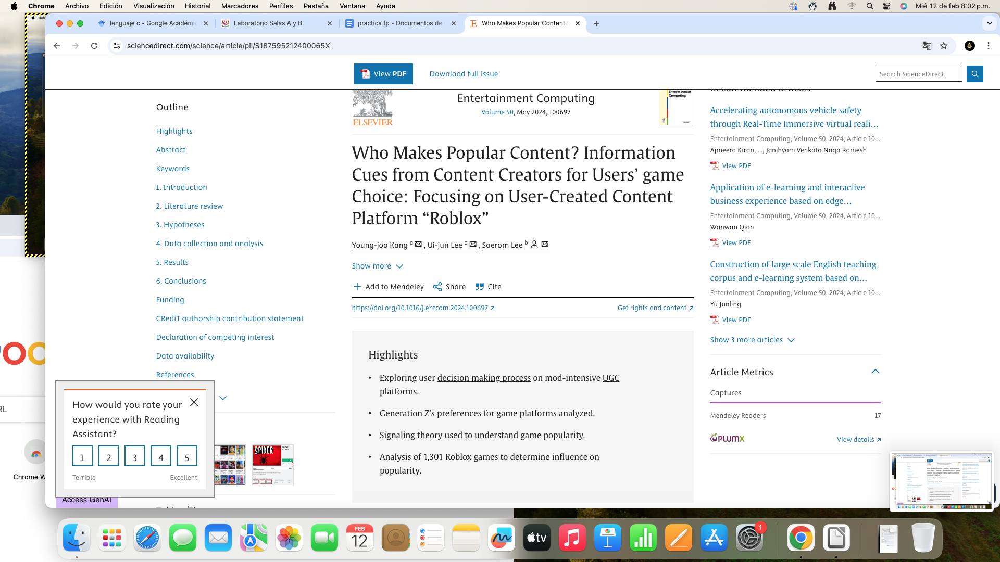 Chrome Archivo Edición Visualización Historial Marcadores Perfiles Pestaña Ventana Ayuda Mié 12 de feb 8:02 p.m.
lenguaje c - Google Académic
Laboratorio Salas A y B
practica fp - Documentos de
Who Makes Popular Content?
sciencedirect.com/science/article/pii/S187595212400065X
View PDF
Download full issue
Search ScienceDirect
Outline
Highlights
Abstract
Keywords
1. Introduction
2. Literature review
3. Hypotheses
4. Data collection and analysis
5. Results
6. Conclusions
Funding
CRediT authorship contribution statement
Declaration of competing interest
Data availability
References
How would you rate your
experience with Reading
Assistant?
1 2 3 4 5
Terrible Excellent
Access GenAI
SPIDER
ELSEVIER
Entertainment Computing
Volume 50, May 2024, 100697
Entertainment
Computing
Who Makes Popular Content? Information
Cues from Content Creators for Users’ game
Choice: Focusing on User-Created Content
Platform “Roblox”
Young-joo Kang a, Ui-jun Lee a, Saerom Lee b
Show more
Add to Mendeley Share Cite
https://doi.org/10.1016/j.entcom.2024.100697
Get rights and content
Highlights
• Exploring user decision making process on mod-intensive UGC
platforms.
• Generation Z's preferences for game platforms analyzed.
• Signaling theory used to understand game popularity.
• Analysis of 1,301 Roblox games to determine influence on
popularity.
Recommended articles
Accelerating autonomous vehicle safety
through Real-Time Immersive virtual reali…
Entertainment Computing, Volume 50, 2024, Article 10…
Ajmeera Kiran, …, Janjhyam Venkata Naga Ramesh
View PDF
Application of e-learning and interactive
business experience based on edge…
Entertainment Computing, Volume 50, 2024, Article 10…
Wanwan Qian
View PDF
Construction of large scale English teaching
corpus and e-learning system based on…
Entertainment Computing, Volume 50, 2024, Article 10…
Yu Junling
View PDF
Show 3 more articles
Article Metrics
Captures
Mendeley Readers 17
PLUMX
View details
RL
Chrome W
FEB
12
tv
1